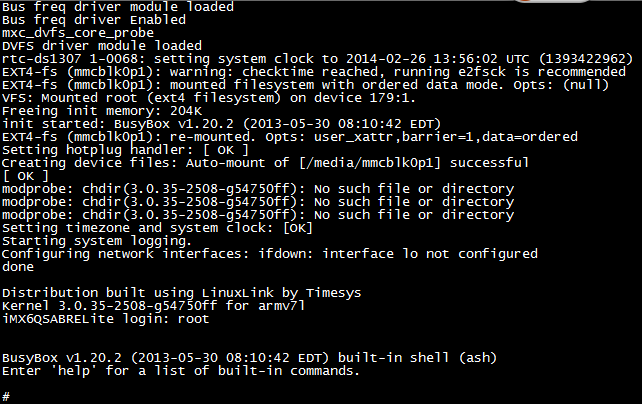 Bus freq driver module loaded
Bus freq driver Enabled
mxc_dvfs_core_probe
DVFS driver module loaded
rtc-ds1307 1-0068: setting system clock to 2014-02-26 13:56:02 UTC (1393422962)
EXT4-fs (mmcblk0p1): warning: checktime reached, running e2fsck is recommended
EXT4-fs (mmcblk0p1): mounted filesystem with ordered data mode. Opts: (null)
VFS: Mounted root (ext4 filesystem) on device 179:1.
Freeing init memory: 204K
init started: BusyBox v1.20.2 (2013-05-30 08:10:42 EDT)
EXT4-fs (mmcblk0p1): re-mounted. Opts: user_xattr,barrier=1,data=ordered
Setting hotplug handler: [ OK ]
Creating device files: Auto-mount of [/media/mmcblk0p1] successful
[ OK ]
modprobe: chdir(3.0.35-2508-g54750ff): No such file or directory
modprobe: chdir(3.0.35-2508-g54750ff): No such file or directory
modprobe: chdir(3.0.35-2508-g54750ff): No such file or directory
Setting timezone and system clock: [OK]
Starting system logging.
Configuring network interfaces: ifdown: interface lo not configured
done
Distribution built using LinuxLink by Timesys
Kernel 3.0.35-2508-g54750ff for armv7l
iMX6QSABRELite login: root
BusyBox v1.20.2 (2013-05-30 08:10:42 EDT) built-in shell (ash)
Enter 'help' for a list of built-in commands.
#